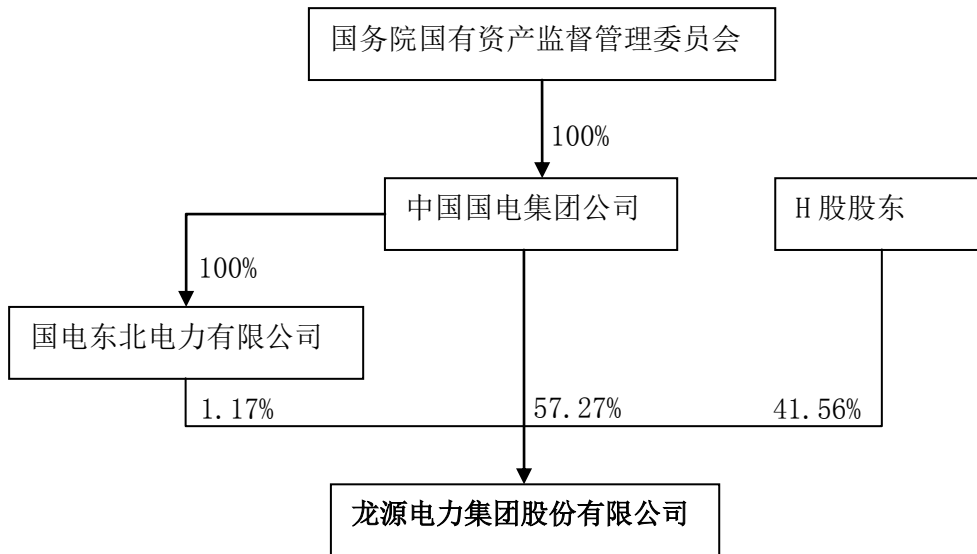 国务院国有资产监督管理委员会
100%
中国国电集团公司
H 股股东
100%
国电东北电力有限公司
1.17%
57.27%
41.56%
龙源电力集团股份有限公司